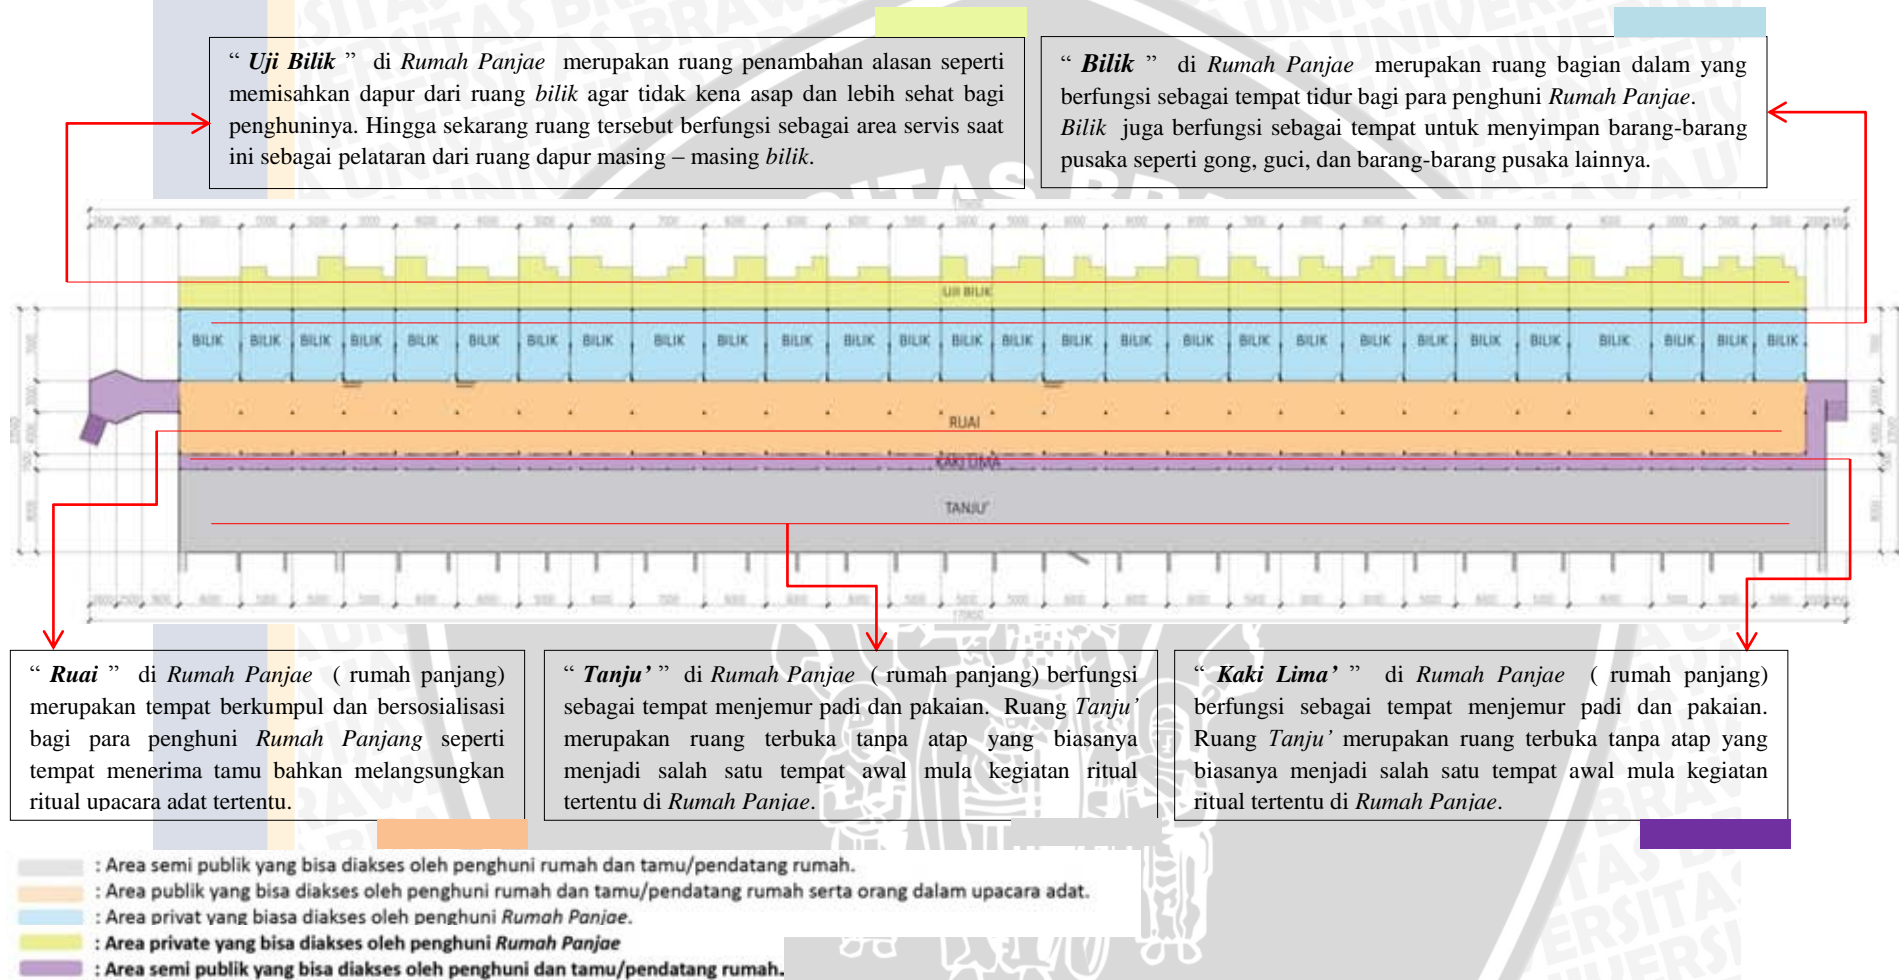 “ Uji Bilik ” di Rumah Panjae merupakan ruang penambahan alasan seperti
memisahkan dapur dari ruang bilik agar tidak kena asap dan lebih sehat bagi
penghuninya. Hingga sekarang ruang tersebut berfungsi sebagai area servis saat
ini sebagai pelataran dari ruang dapur masing – masing bilik.
“ Bilik ” di Rumah Panjae merupakan ruang bagian dalam yang
berfungsi sebagai tempat tidur bagi para penghuni Rumah Panjae.
Bilik juga berfungsi sebagai tempat untuk menyimpan barang-barang
pusaka seperti gong, guci, dan barang-barang pusaka lainnya.
UJI BILIK
BILIK BILIK BILIK BILIK BILIK BILIK BILIK BILIK BILIK BILIK BILIK BILIK BILIK BILIK BILIK BILIK BILIK BILIK BILIK BILIK BILIK BILIK BILIK BILIK BILIK BILIK BILIK
RUAI
KAKI LIMA
TANJU'
“ Ruai ” di Rumah Panjae ( rumah panjang)
merupakan tempat berkumpul dan bersosialisasi
bagi para penghuni Rumah Panjang seperti
tempat menerima tamu bahkan melangsungkan
ritual upacara adat tertentu.
“ Tanju’ ” di Rumah Panjae ( rumah panjang) berfungsi
sebagai tempat menjemur padi dan pakaian. Ruang Tanju’
merupakan ruang terbuka tanpa atap yang biasanya
menjadi salah satu tempat awal mula kegiatan ritual
tertentu di Rumah Panjae.
“ Kaki Lima’ ” di Rumah Panjae ( rumah panjang)
berfungsi sebagai tempat menjemur padi dan pakaian.
Ruang Tanju’ merupakan ruang terbuka tanpa atap yang
biasanya menjadi salah satu tempat awal mula kegiatan
ritual tertentu di Rumah Panjae.
: Area semi publik yang bisa diakses oleh penghuni rumah dan tamu/pendatang rumah.
: Area publik yang bisa diakses oleh penghuni rumah dan tamu/pendatang rumah serta orang dalam upacara adat.
: Area privat yang biasa diakses oleh penghuni Rumah Panjae.
: Area private yang bisa diakses oleh penghuni Rumah Panjae
: Area semi publik yang bisa diakses oleh penghuni dan tamu/pendatang rumah.